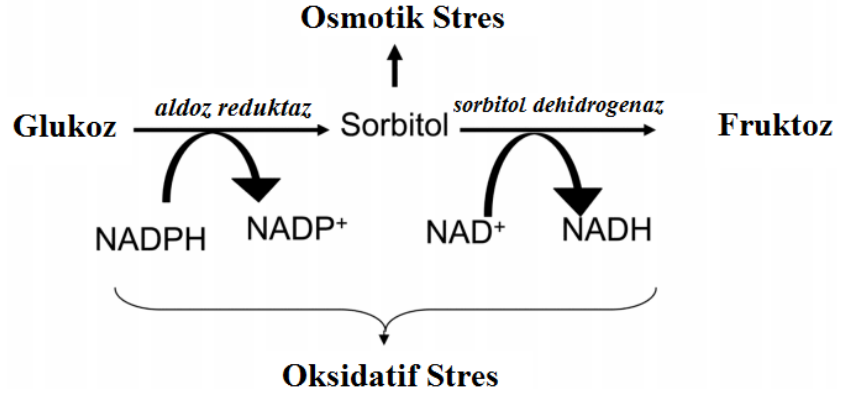 Osmotik Stres
aldoz reduktaz
sorbitol dehidrogenaz
Glukoz
Sorbitol
Fruktoz
NADPH
NADP⁺
NAD⁺
NADH
Oksidatif Stres